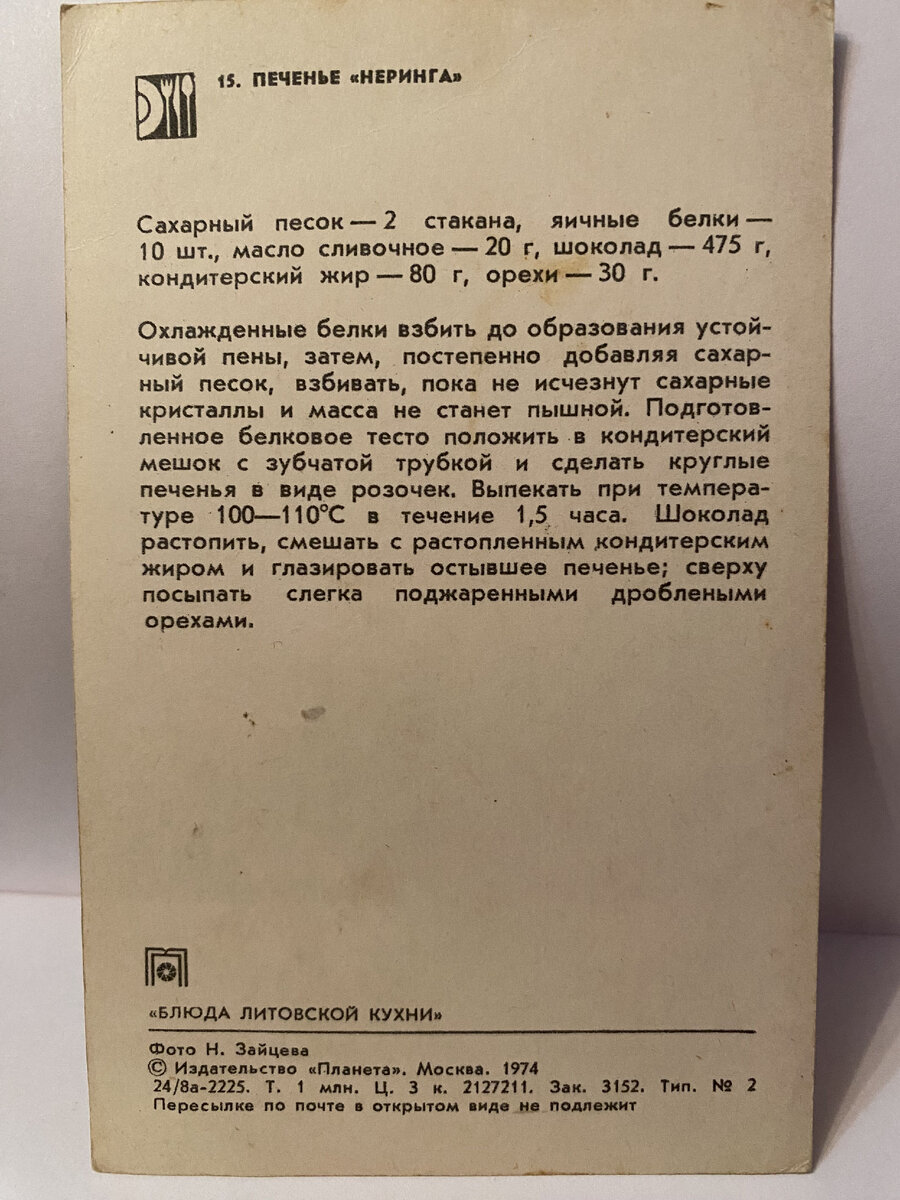 15. ПЕЧЕНЬЕ «НЕРИНГА»
Сахарный песок — 2 стакана, яичные белки —
10 шт., масло сливочное — 20 г, шоколад — 475 г,
кондитерский жир — 80 г, орехи — 30 г.
Охлажденные белки взбить до образования устой-
чивой пены, затем, постепенно добавляя сахар-
ный песок, взбивать, пока не исчезнут сахарные
кристаллы и масса не станет пышной. Подготов-
ленное белковое тесто положить в кондитерский
мешок с зубчатой трубкой и сделать круглые
печенья в виде розочек. Выпекать при темпера-
туре 100—110°С в течение 1,5 часа. Шоколад
растопить, смешать с растопленным кондитерским
жиром и глазировать остывшее печенье; сверху
посыпать слегка поджаренными дроблеными
орехами.
«БЛЮДА ЛИТОВСКОЙ КУХНИ»
Фото Н. Зайцева
© Издательство «Планета». Москва. 1974
24/8а-2225. Т. 1 млн. Ц. 3 к. 2127211. Зак. 3152. Тип. № 2
Пересылке по почте в открытом виде не подлежит